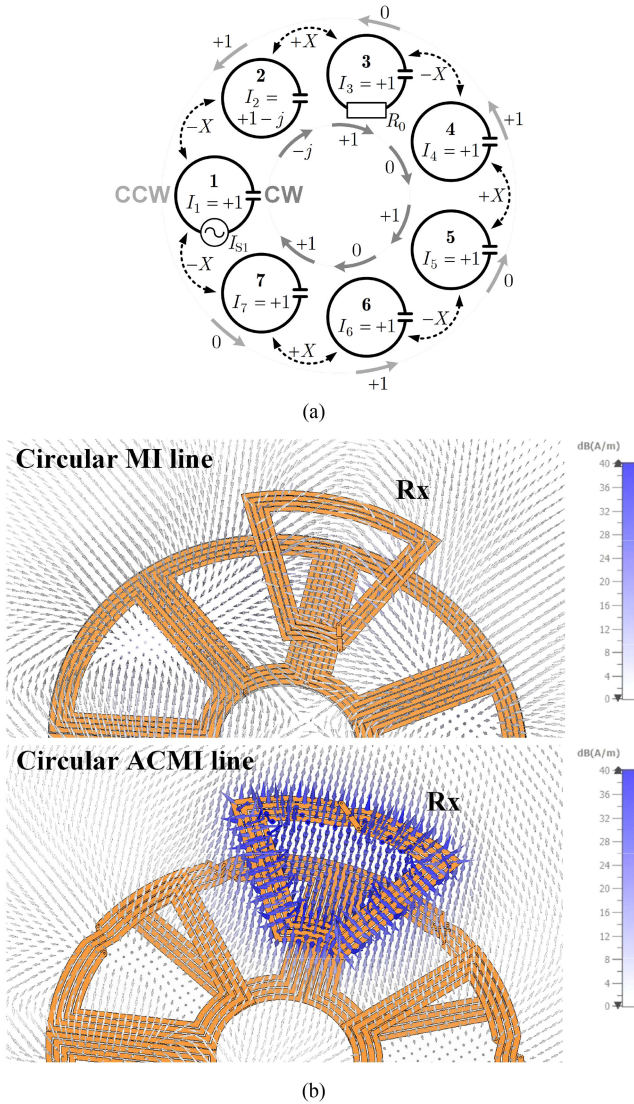 0
+1
+X
3
I₃ = +1
−X
2
I₂ =
+1 − j
R₀
4
I₄ = +1
+1
−X
−j
+1
0
1
I₁ = +1
CCW
CW
+X
I_S1
+1
5
I₅ = +1
−X
+1
0
0
7
I₇ = +1
6
I₆ = +1
−X
0
+X
+1
(a)
Circular MI line
Rx
dB(A/m)
40
36
32
28
24
20
16
12
8
4
0
Circular ACMI line
Rx
dB(A/m)
40
36
32
28
24
20
16
12
8
4
0
(b)